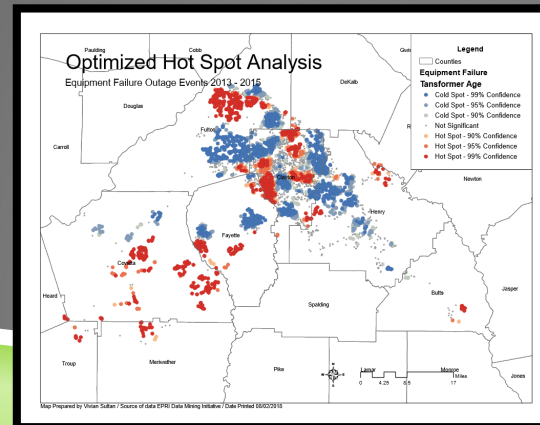 Paulding
Cobb
Optimized Hot Spot Analysis
Equipment Failure Outage Events 2013 - 2015
DeKalb
Douglas
Fulton
Carroll
Clayton
Newton
Henry
Fayette
Coweta
Heard
Spalding
Butts
Jasper
Troup
Meriwether
Pike
Lamar
Monroe
Jones
Legend
Counties
Equipment Failure
Tansformer Age
Cold Spot - 99% Confidence
Cold Spot - 95% Confidence
Cold Spot - 90% Confidence
Not Significant
Hot Spot - 90% Confidence
Hot Spot - 95% Confidence
Hot Spot - 99% Confidence
0 4.25 8.5 17
Miles
Map Prepared by Vivian Sultan / Source of data EPRI Data Mining Initiative / Date Printed 08/02/2018